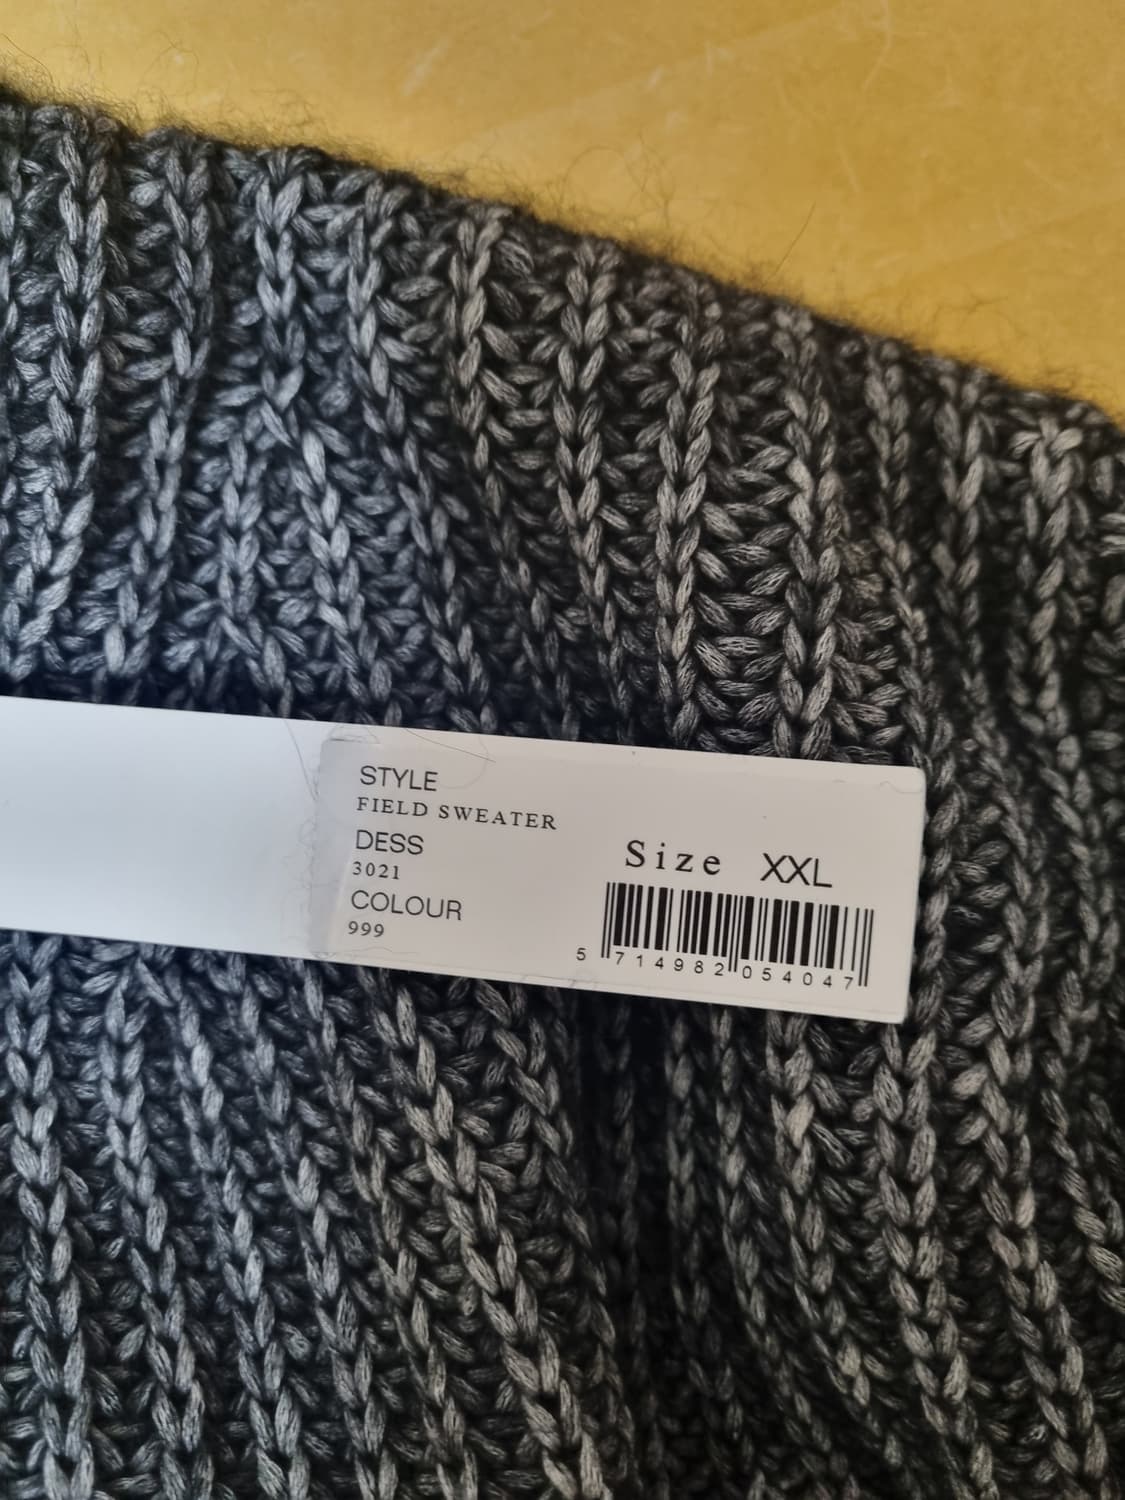 STYLE
FIELD SWEATER
DESS
3021
COLOUR
999
Size XXL
5 714982 054047